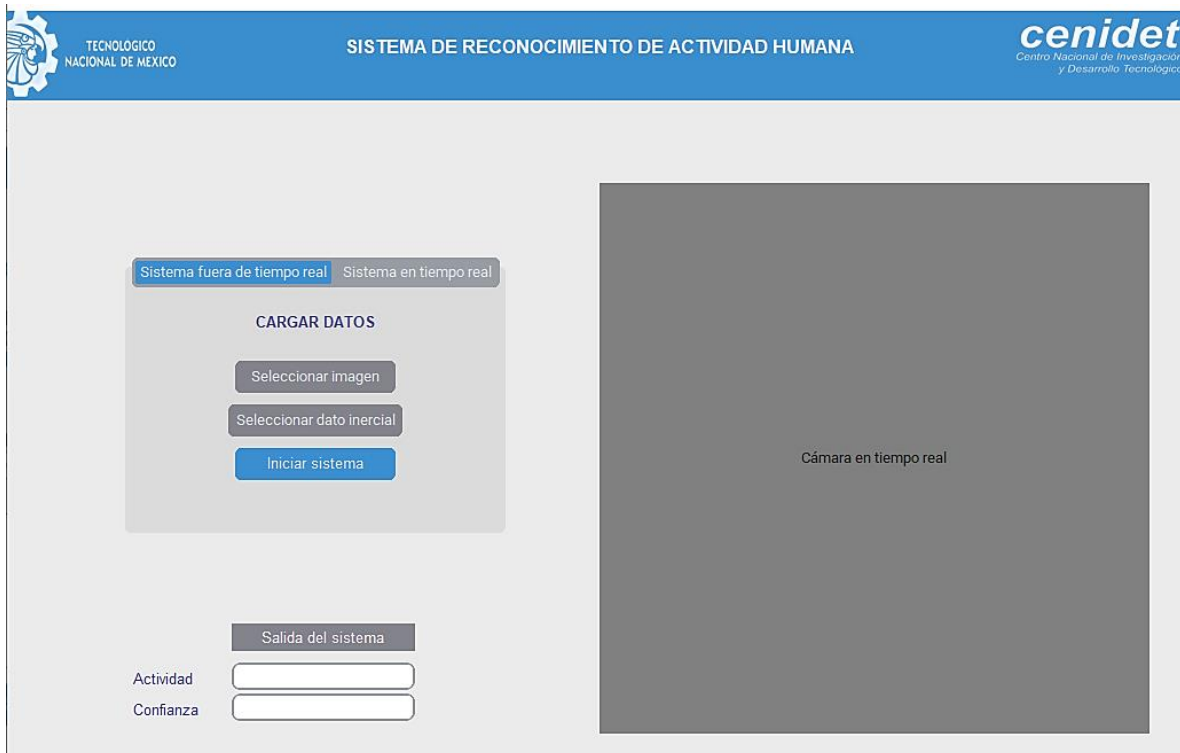 TECNOLÓGICO
NACIONAL DE MEXICO
SISTEMA DE RECONOCIMIENTO DE ACTIVIDAD HUMANA
cenidet
Centro Nacional de Investigación
y Desarrollo Tecnológico
Sistema fuera de tiempo real
Sistema en tiempo real
CARGAR DATOS
Seleccionar imagen
Seleccionar dato inercial
Iniciar sistema
Cámara en tiempo real
Salida del sistema
Actividad
Confianza